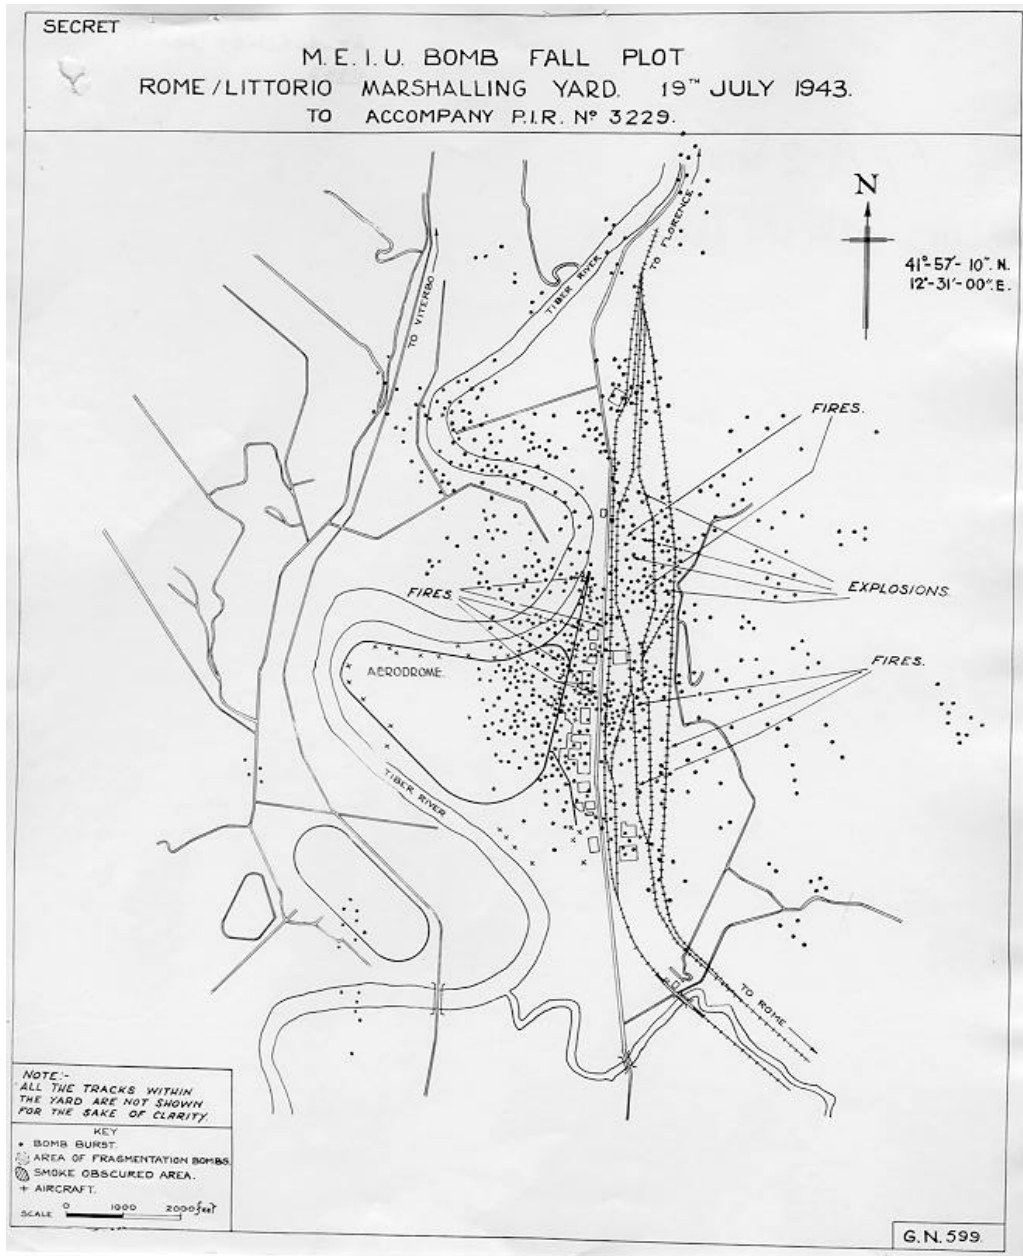 SECRET
M.E.I.U. BOMB FALL PLOT
ROME/LITTORIO MARSHALLING YARD. 19TH JULY 1943.
TO ACCOMPANY P.I.R. Nº 3229.
N
41°-57'-10". N.
12°-31'-00". E.
TO FLORENCE
TIBER RIVER
TO VITERBO
FIRES.
EXPLOSIONS
FIRES.
FIRES.
AERODROME.
TIBER RIVER
TO ROME
NOTE:-
ALL THE TRACKS WITHIN
THE YARD ARE NOT SHOWN
FOR THE SAKE OF CLARITY.
KEY
BOMB BURST.
AREA OF FRAGMENTATION BOMBS.
SMOKE OBSCURED AREA.
AIRCRAFT.
SCALE 0 1000 2000 feet
G.N. 599.